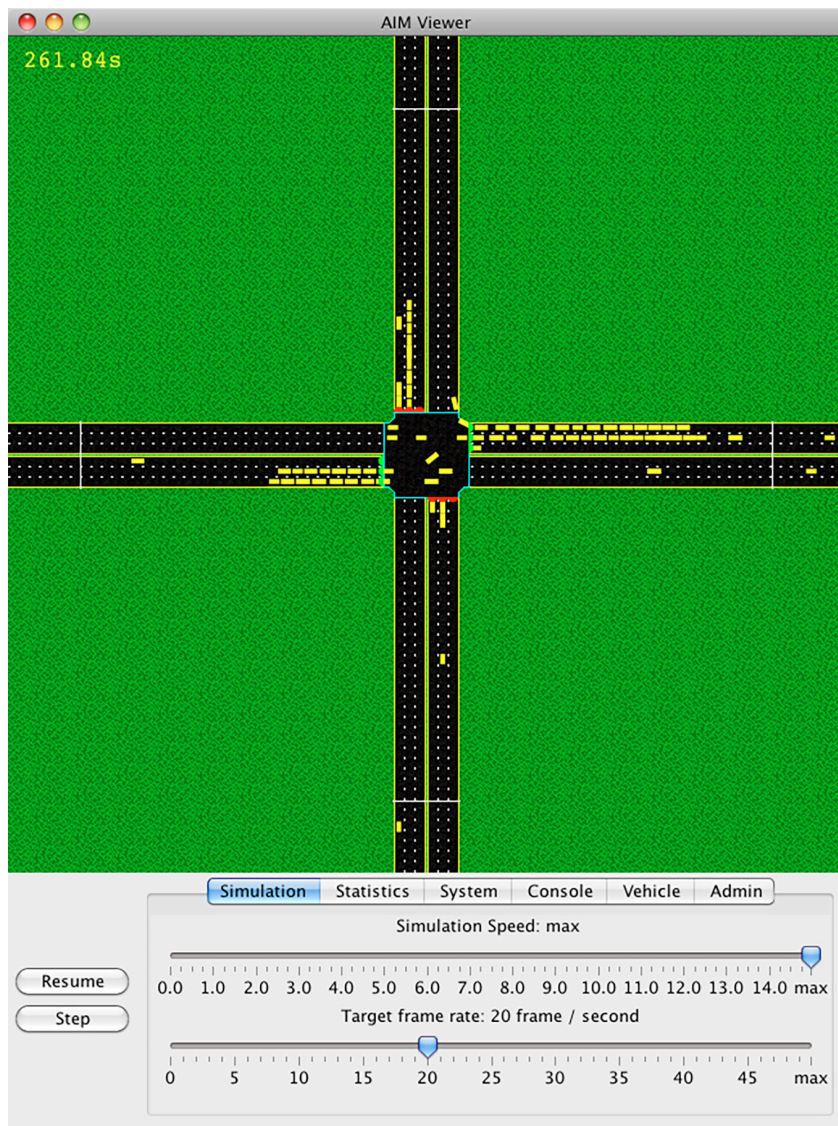 AIM Viewer
261.84s
Simulation Statistics System Console Vehicle Admin
Simulation Speed: max
Resume
0.0 1.0 2.0 3.0 4.0 5.0 6.0 7.0 8.0 9.0 10.0 11.0 12.0 13.0 14.0 max
Step
Target frame rate: 20 frame / second
0 5 10 15 20 25 30 35 40 45 max